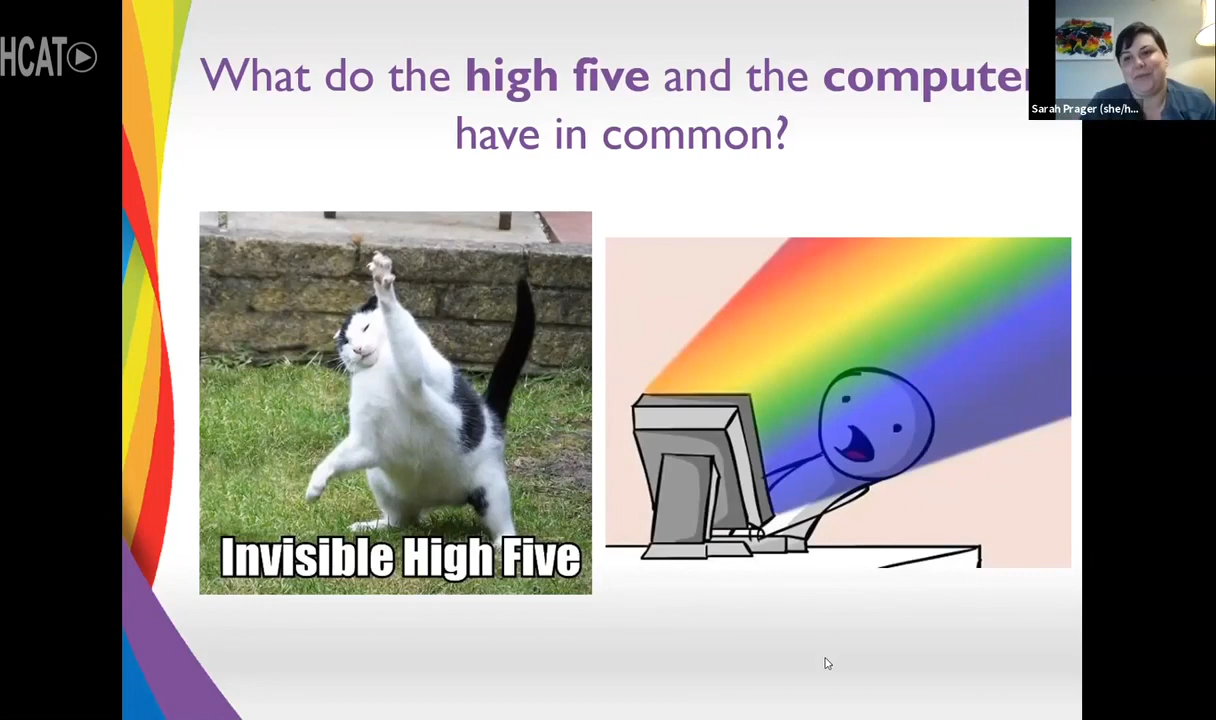 HCAT
What do the high five and the computer
have in common?
Sarah Prager (she/h...
Invisible High Five